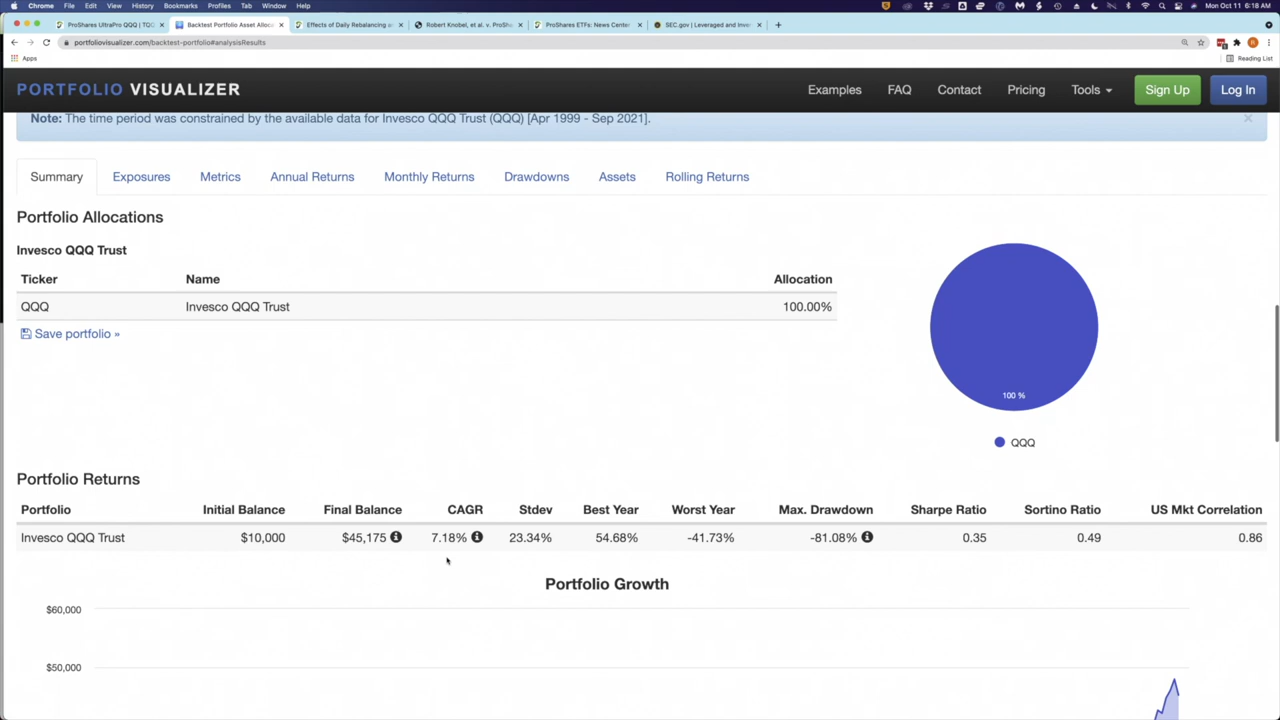 Chrome File Edit View History Bookmarks Profiles Tab Window Help Mon Oct 11 6:18 AM
ProShares UltraPro QQQ | TQQ Backtest Portfolio Asset Alloca Effects of Daily Rebalancing an Robert Knobel, et al. v. ProSha ProShares ETFs: News Center SEC.gov | Leveraged and Inver
portfoliovisualizer.com/backtest-portfolio#analysisResults
Apps Reading List
PORTFOLIO VISUALIZER Examples FAQ Contact Pricing Tools Sign Up Log In
Note: The time period was constrained by the available data for Invesco QQQ Trust (QQQ) [Apr 1999 - Sep 2021].
Summary Exposures Metrics Annual Returns Monthly Returns Drawdowns Assets Rolling Returns
Portfolio Allocations
Invesco QQQ Trust
Ticker Name Allocation
QQQ Invesco QQQ Trust 100.00%
Save portfolio »
100 %
QQQ
Portfolio Returns
Portfolio Initial Balance Final Balance CAGR Stdev Best Year Worst Year Max. Drawdown Sharpe Ratio Sortino Ratio US Mkt Correlation
Invesco QQQ Trust $10,000 $45,175 7.18% 23.34% 54.68% -41.73% -81.08% 0.35 0.49 0.86
Portfolio Growth
$60,000
$50,000